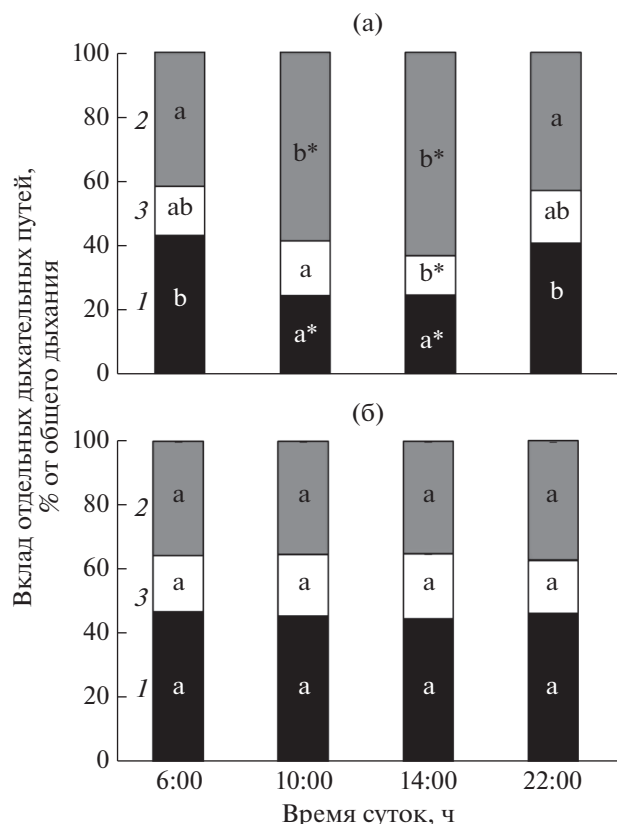 (а)
100
80
60
40
20
0
2
3
1
a
ab
b
b*
a
a*
b*
b*
a*
a
ab
b
(б)
100
80
60
40
20
0
2
3
1
a
a
a
a
a
a
a
a
a
a
a
a
6:00
10:00
14:00
22:00
Время суток, ч
Вклад отдельных дыхательных путей,
% от общего дыхания